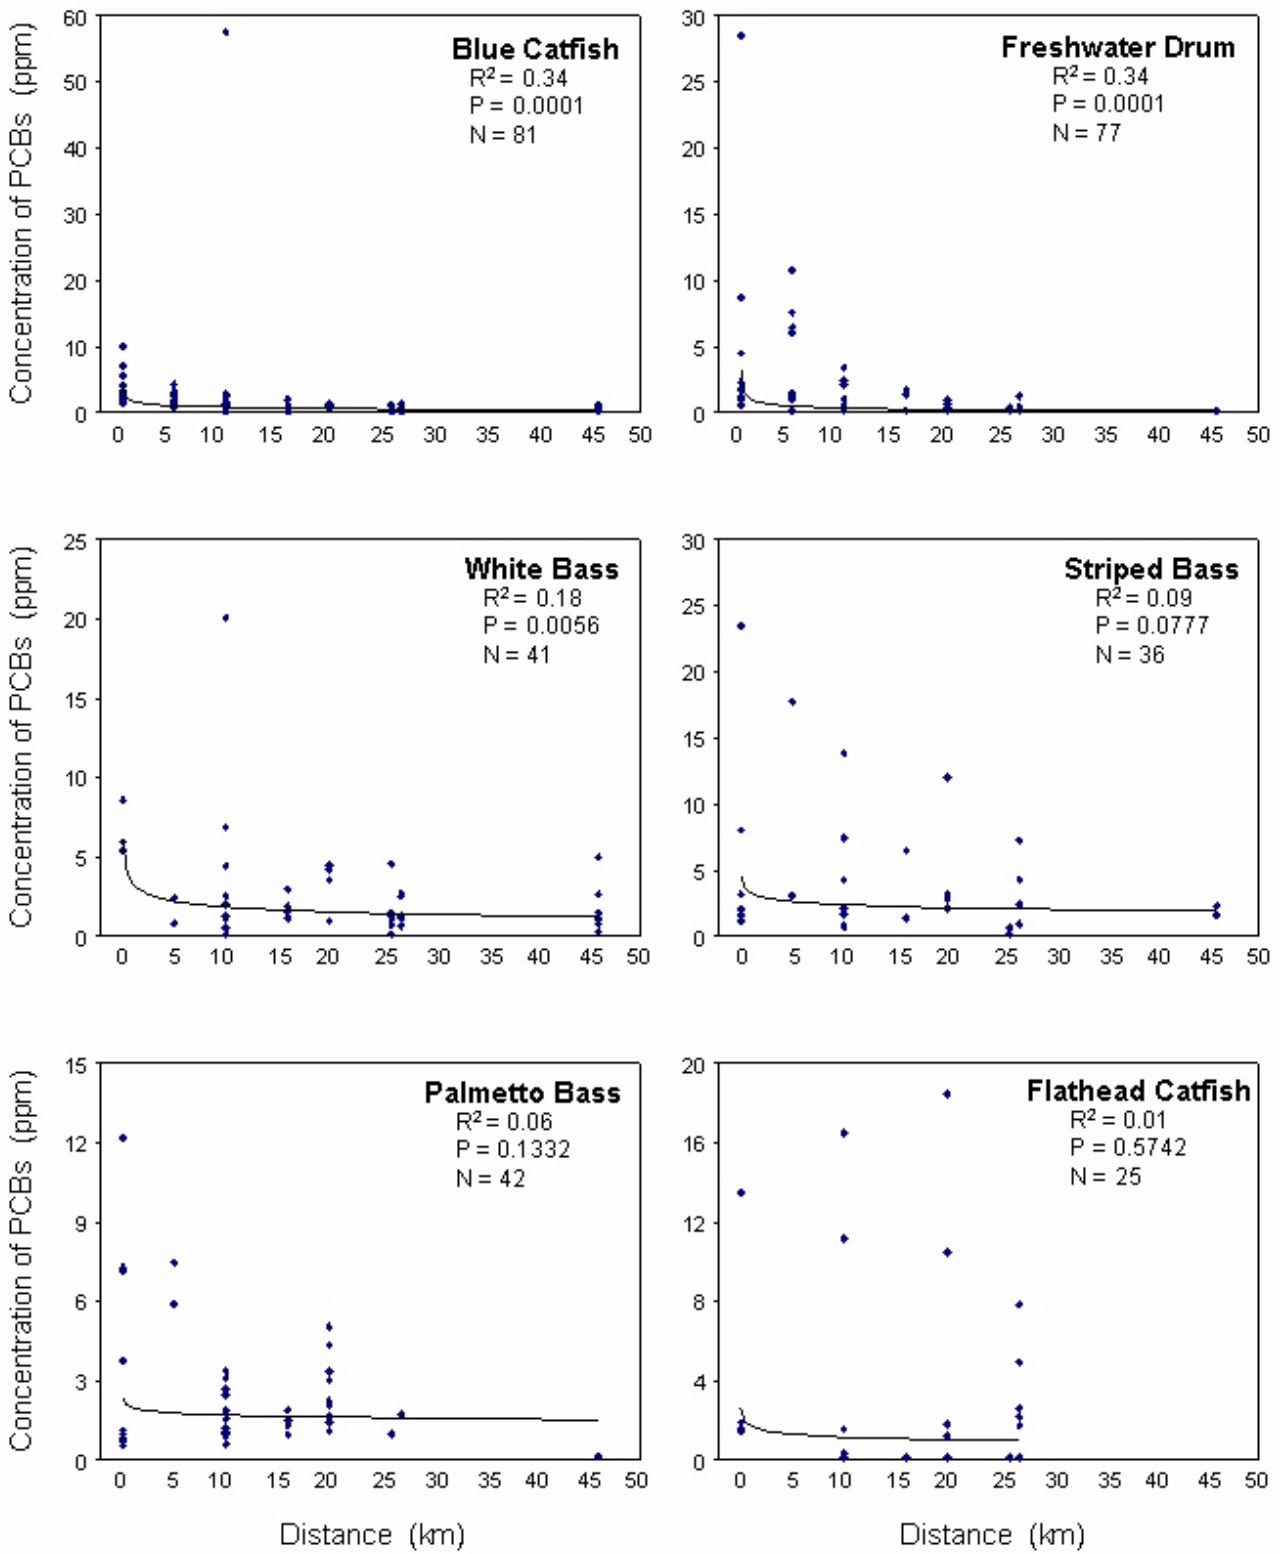 Concentration of PCBs (ppm)
60
50
40
30
20
10
0
Blue Catfish
R² = 0.34
P = 0.0001
N = 81
0 5 10 15 20 25 30 35 40 45 50
30
25
20
15
10
5
0
Freshwater Drum
R² = 0.34
P = 0.0001
N = 77
0 5 10 15 20 25 30 35 40 45 50
Concentration of PCBs (ppm)
25
20
15
10
5
0
White Bass
R² = 0.18
P = 0.0056
N = 41
0 5 10 15 20 25 30 35 40 45 50
30
25
20
15
10
5
0
Striped Bass
R² = 0.09
P = 0.0777
N = 36
0 5 10 15 20 25 30 35 40 45 50
Concentration of PCBs (ppm)
15
12
9
6
3
0
Palmetto Bass
R² = 0.06
P = 0.1332
N = 42
0 5 10 15 20 25 30 35 40 45 50
Distance (km)
20
16
12
8
4
0
Flathead Catfish
R² = 0.01
P = 0.5742
N = 25
0 5 10 15 20 25 30 35 40 45 50
Distance (km)